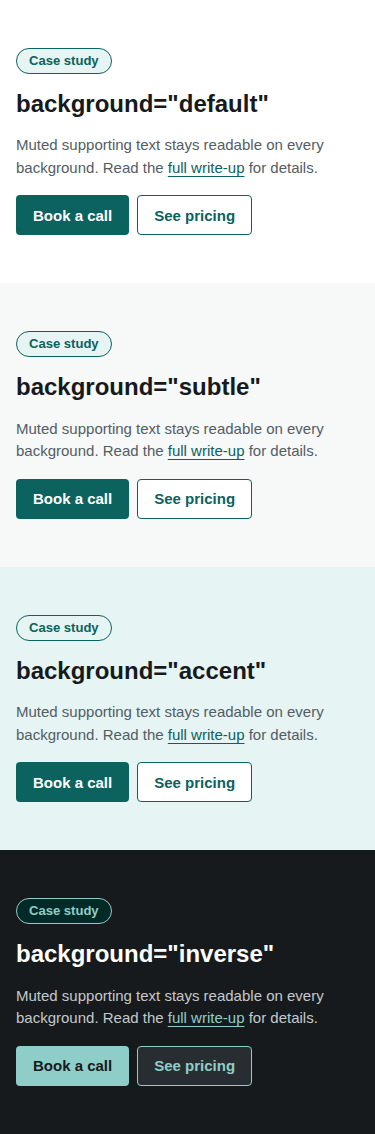 Case study
background="default"
Muted supporting text stays readable on every
background. Read the full write-up for details.
Book a call
See pricing
Case study
background="subtle"
Muted supporting text stays readable on every
background. Read the full write-up for details.
Book a call
See pricing
Case study
background="accent"
Muted supporting text stays readable on every
background. Read the full write-up for details.
Book a call
See pricing
Case study
background="inverse"
Muted supporting text stays readable on every
background. Read the full write-up for details.
Book a call
See pricing